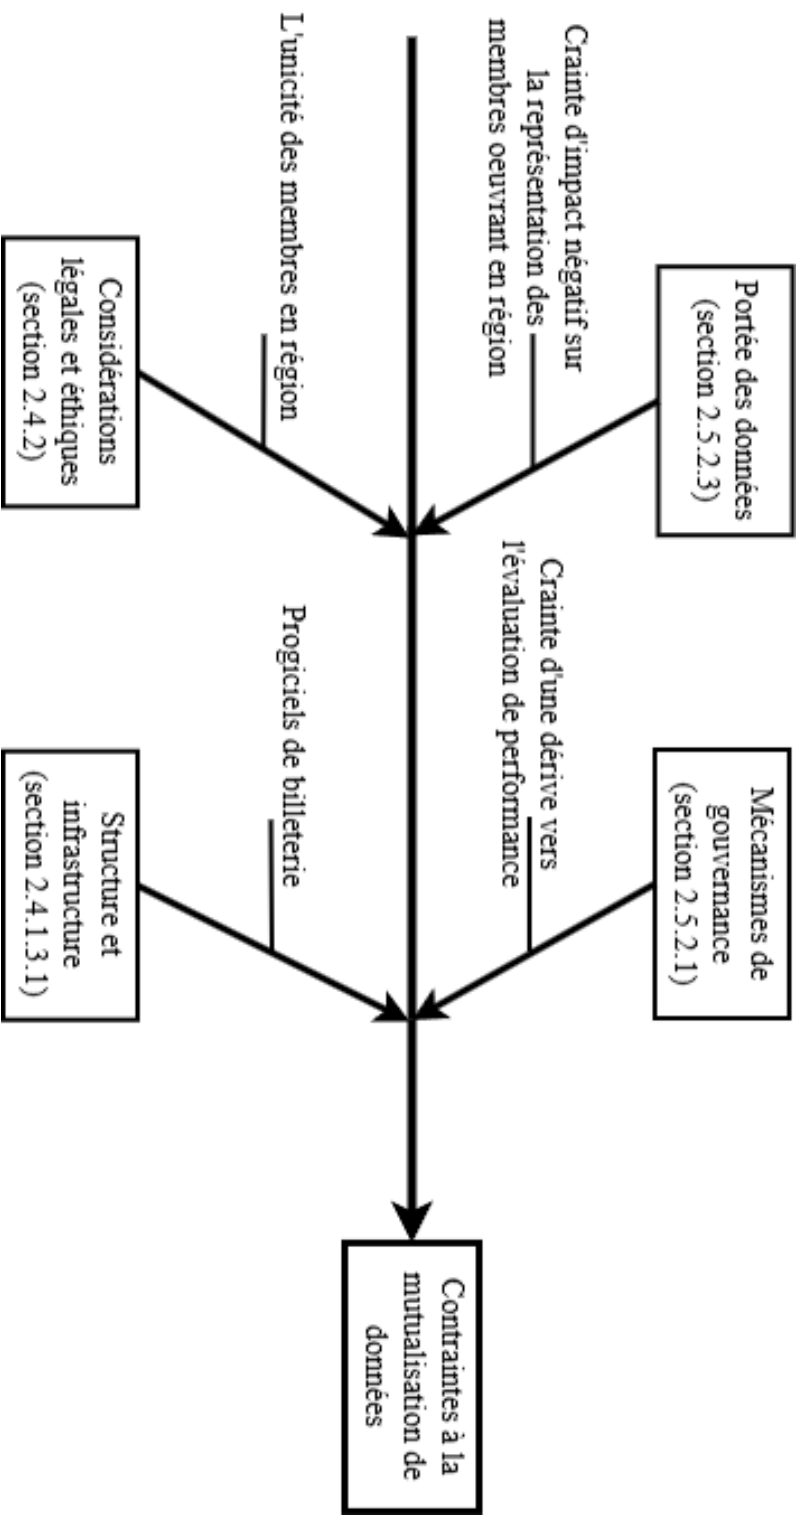 Portée des données
(section 2.5.2.3)
Mécanismes de
gouvernance
(section 2.5.2.1)
Crainte d'impact négatif sur
la représentation des
membres oeuvrant en région
Crainte d'une dérive vers
l'évaluation de performance
Contraintes à la
mutualisation de
données
L'unicité des membres en région
Progiciels de billeterie
Considérations
légales et éthiques
(section 2.4.2)
Structure et
infrastructure
(section 2.4.1.3.1)